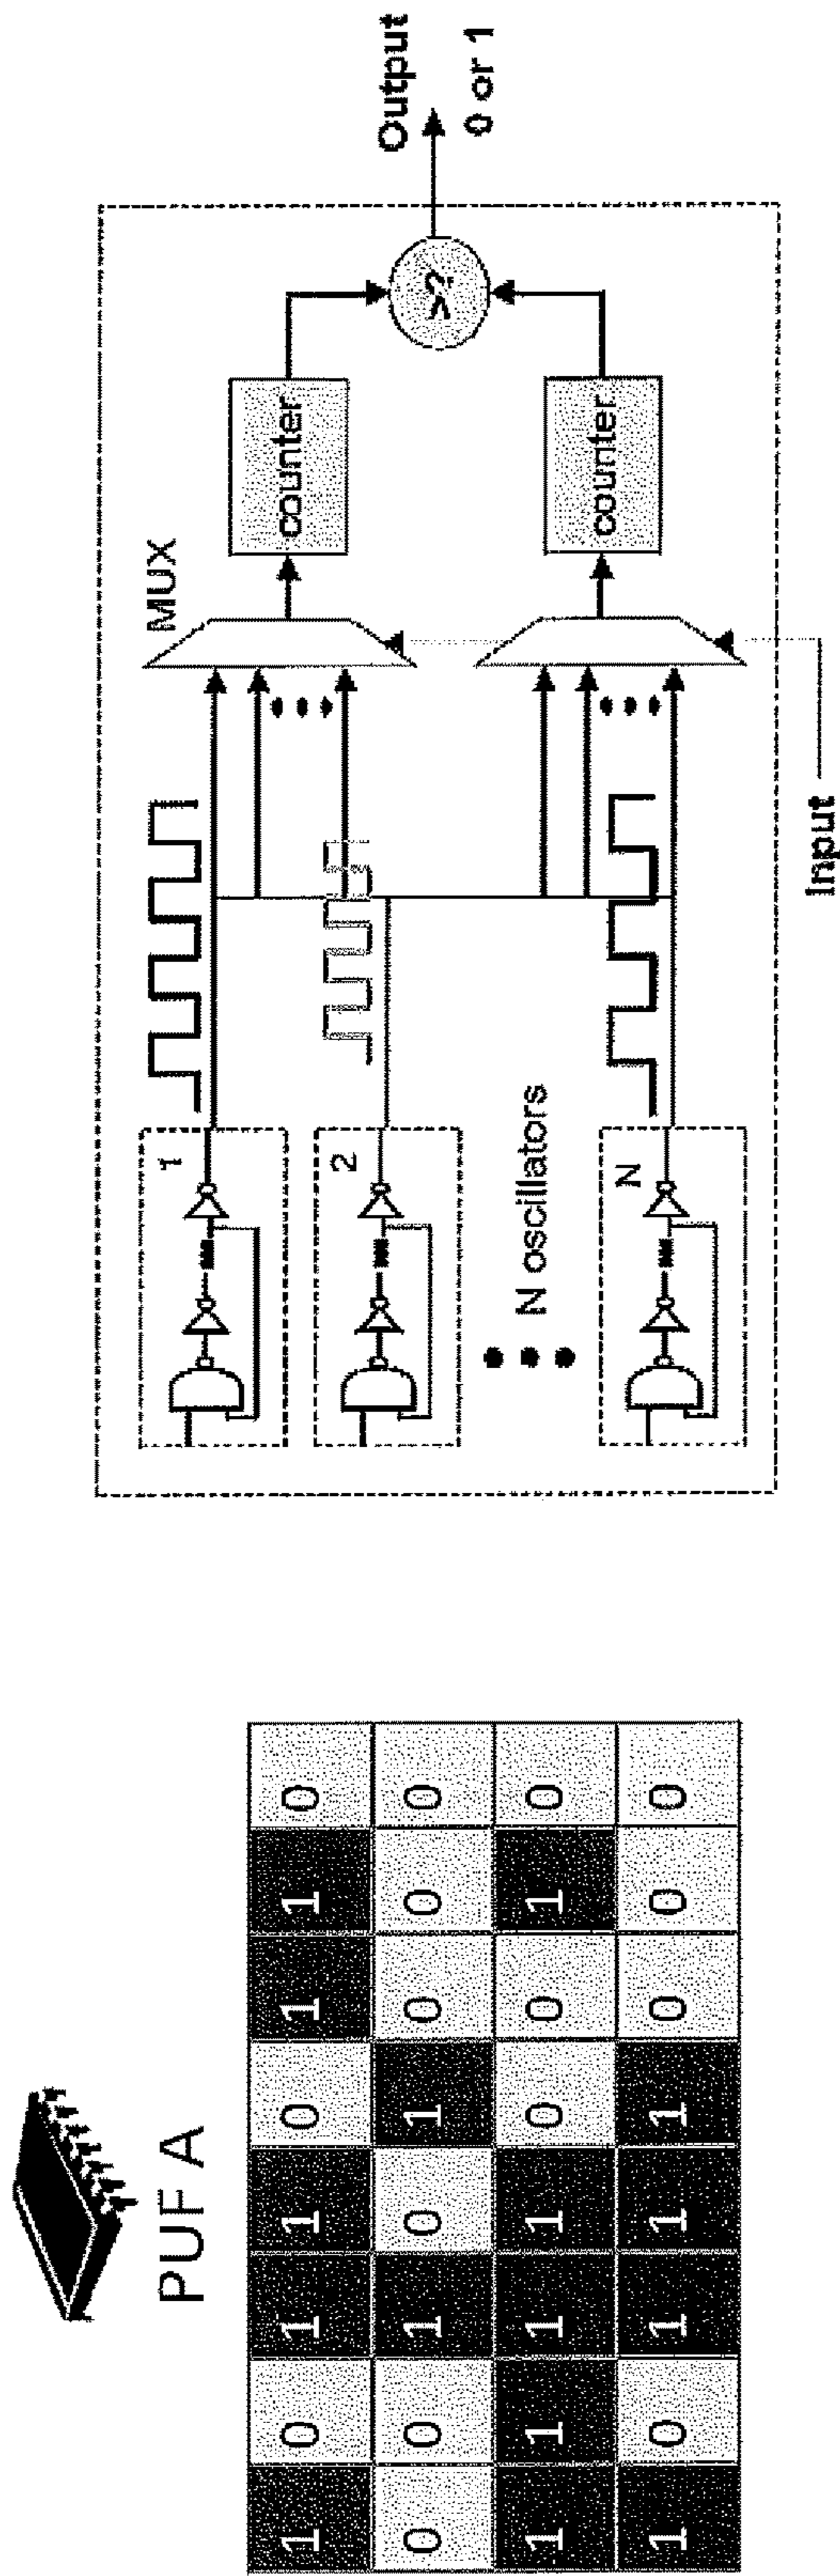 PUF A
1 0 1 1 0 1 1 0
0 0 1 0 1 0 0 0
1 1 1 1 0 0 1 0
1 0 1 1 1 0 0 0
1
2
N oscillators
N
MUX
counter
counter
>?
Output
0 or 1
Input